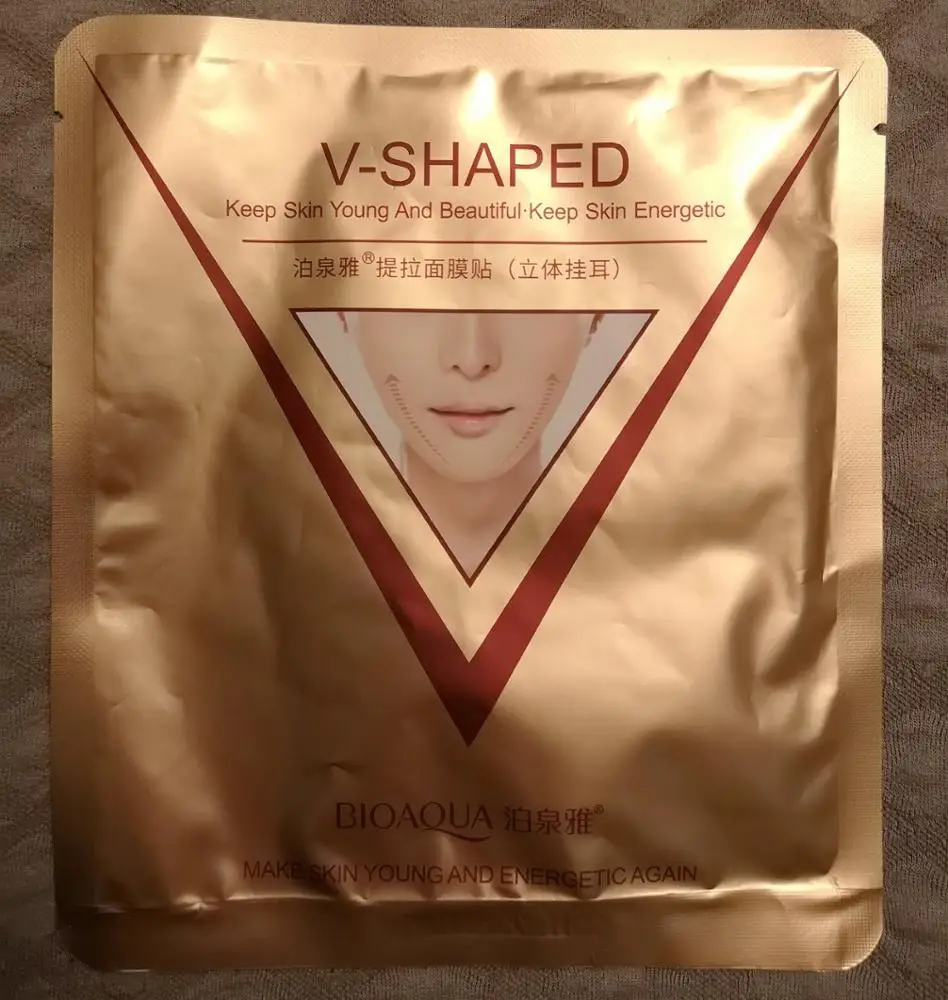 V-SHAPED
Keep Skin Young And Beautiful·Keep Skin Energetic
泊泉雅®提拉面膜贴（立体挂耳）
BIOAQUA 泊泉雅®
MAKE SKIN YOUNG AND ENERGETIC AGAIN